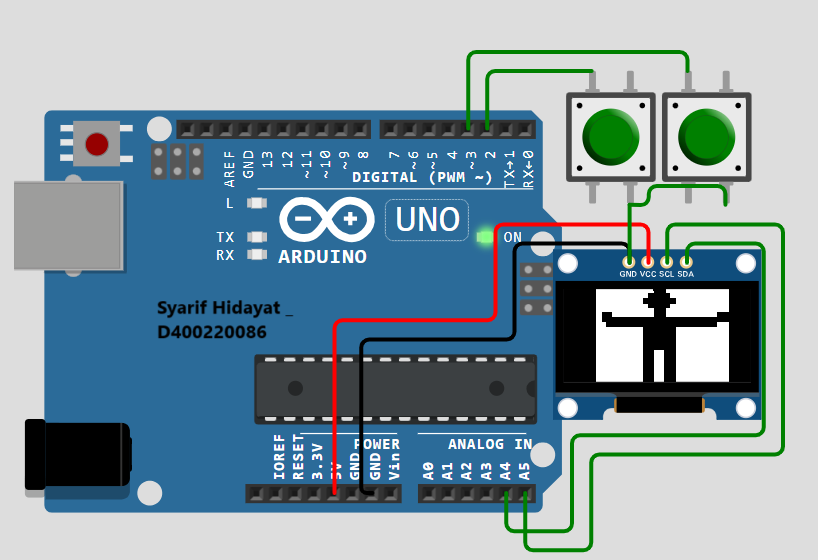 AREF
GND
13
12
~11
~10
~9
8
7
~6
~5
4
~3
2
TX→1
RX←0
DIGITAL (PWM ~)
L
TX
RX
UNO
ON
ARDUINO
GND VCC SCL SDA
Syarif Hidayat _
D400220086
POWER
ANALOG IN
IOREF
RESET
3.3V
5V
GND
GND
Vin
A0
A1
A2
A3
A4
A5